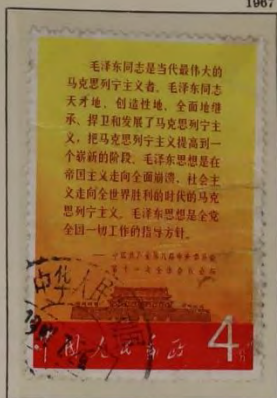 1967
毛泽东同志是当代最伟大的
马克思列宁主义者。毛泽东同志
天才地、创造性地、全面地继
承、捍卫和发展了马克思列宁主
义，把马克思列宁主义提高到一
个崭新的阶段。毛泽东思想是在
帝国主义走向全面崩溃，社会主
义走向全世界胜利的时代的马克
思列宁主义。毛泽东思想是全党
全国一切工作的指导方针。
中国人民邮政
4分